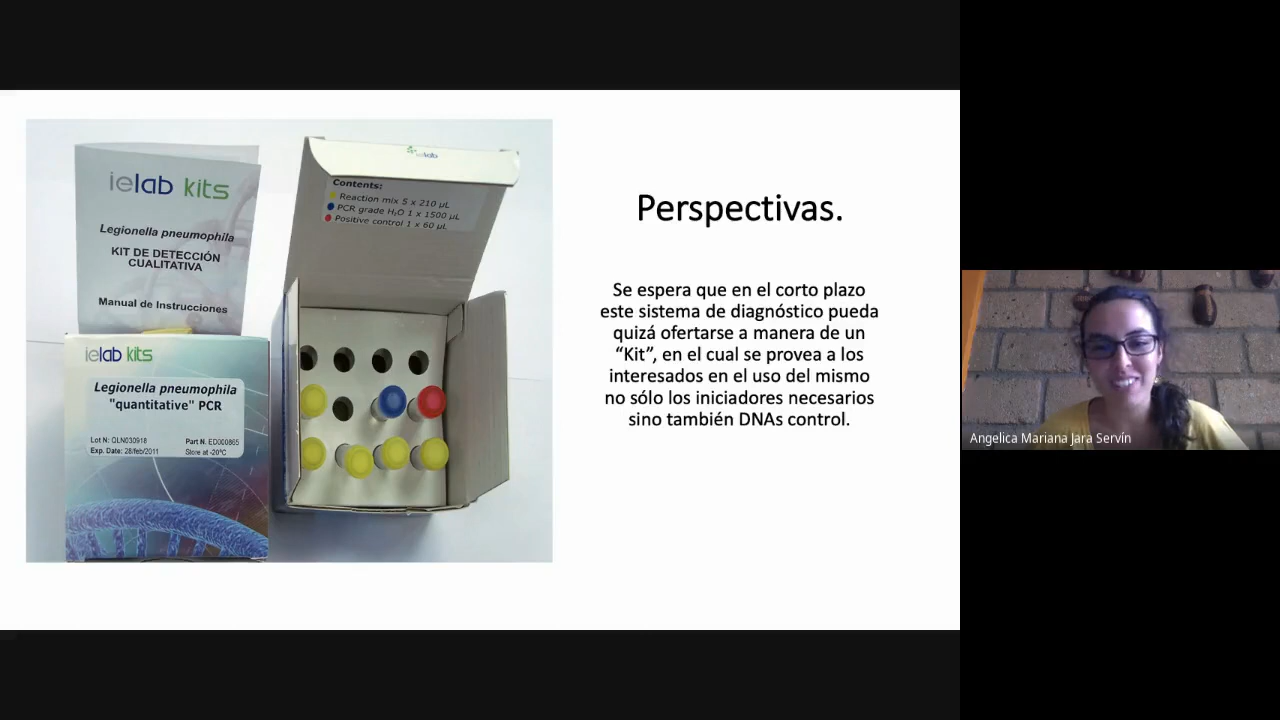 ielab kits
Legionella pneumophila
KIT DE DETECCIÓN
CUALITATIVA
Manual de Instrucciones
ielab kits
Legionella pneumophila
"quantitative" PCR
Lot N: QLN030918 Part N. ED000865
Exp. Date: 28/feb/2011 Store at -20ºC
ielab
Contents:
Reaction mix 5 x 210 µL
PCR grade H₂O 1 x 1500 µL
Positive control 1 x 60 µL
Perspectivas.
Se espera que en el corto plazo
este sistema de diagnóstico pueda
quizá ofertarse a manera de un
“Kit”, en el cual se provea a los
interesados en el uso del mismo
no sólo los iniciadores necesarios
sino también DNAs control.
Angelica Mariana Jara Servín